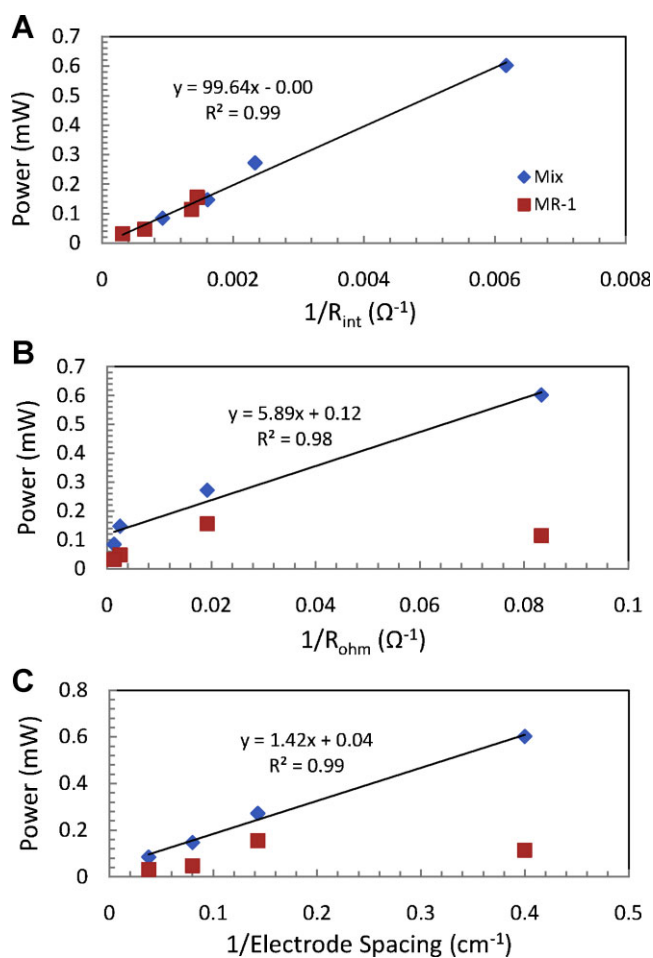 A
0.7
0.6
0.5
0.4
0.3
0.2
0.1
0
Power (mW)
y = 99.64x - 0.00
R² = 0.99
Mix
MR-1
0 0.002 0.004 0.006 0.008
1/Rint (Ω⁻¹)
B
0.7
0.6
0.5
0.4
0.3
0.2
0.1
0
Power (mW)
y = 5.89x + 0.12
R² = 0.98
0 0.02 0.04 0.06 0.08 0.1
1/Rohm (Ω⁻¹)
C
0.8
0.6
0.4
0.2
0
Power (mW)
y = 1.42x + 0.04
R² = 0.99
0 0.1 0.2 0.3 0.4 0.5
1/Electrode Spacing (cm⁻¹)